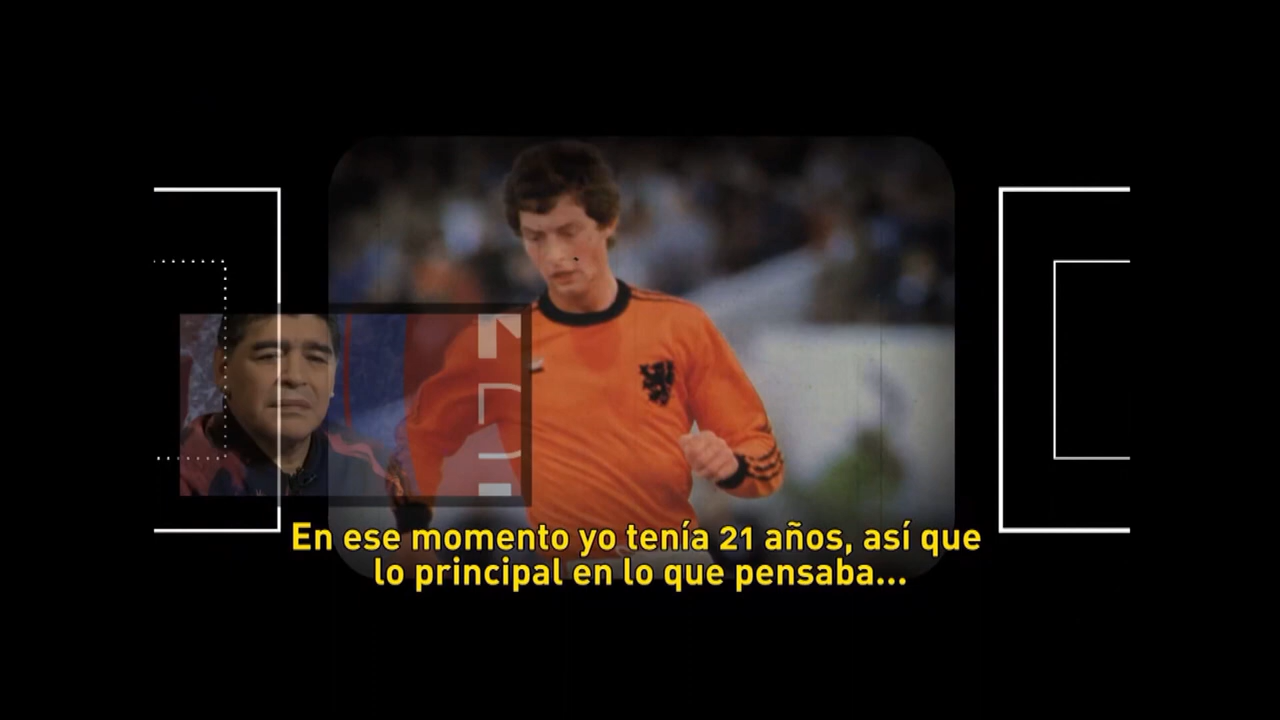 En ese momento yo tenía 21 años, así que
lo principal en lo que pensaba...